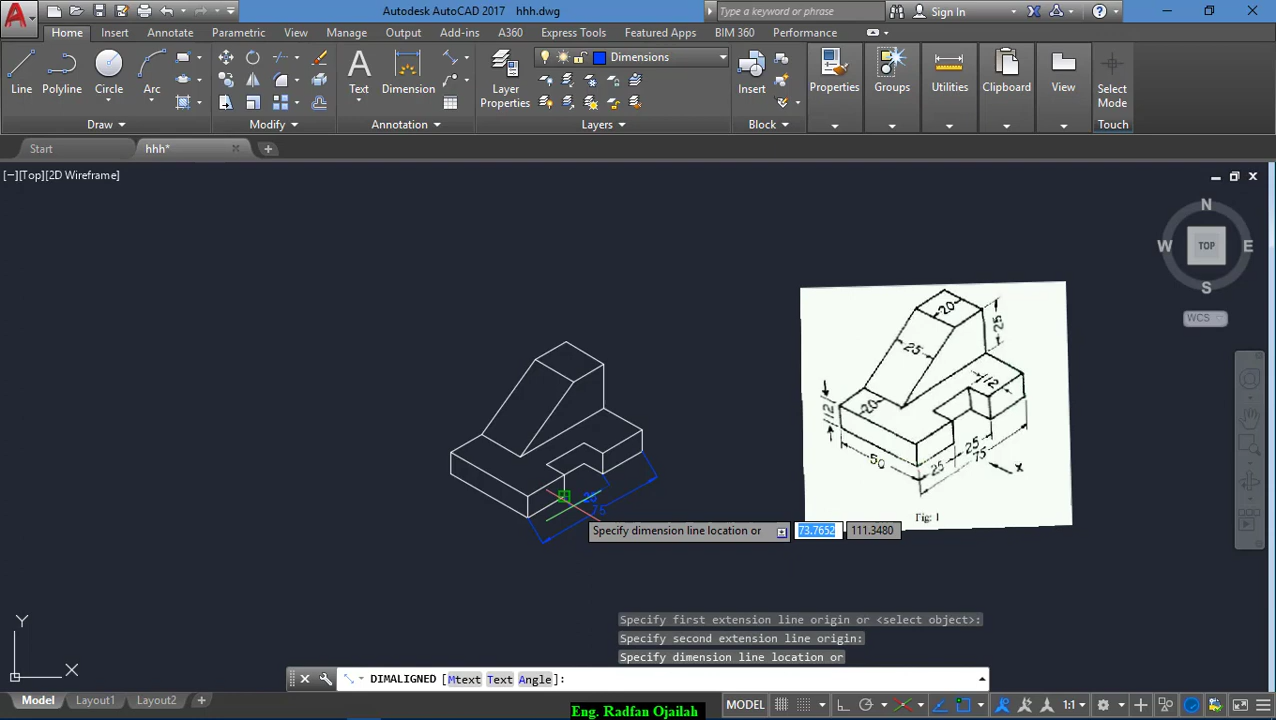 Autodesk AutoCAD 2017 hhh.dwg
Type a keyword or phrase
Sign In
Home Insert Annotate Parametric View Manage Output Add-ins A360 Express Tools Featured Apps BIM 360 Performance
Dimensions
Line Polyline Circle Arc
Text Dimension
Layer Properties
Insert
Properties Groups Utilities Clipboard View
Select Mode
Draw Modify Annotation Layers Block Touch
Start hhh*
[−][Top][2D Wireframe]
N
W TOP E
S
WCS
20
25
25
12
20
12
50
25
25
75
X
Fig: 1
25
75
Specify dimension line location or 73.7652 111.3480
Specify first extension line origin or <select object>:
Specify second extension line origin:
Specify dimension line location or
Y
X
DIMALIGNED [Mtext Text Angle]:
Model Layout1 Layout2
MODEL
1:1
Eng. Radfan Ojailah